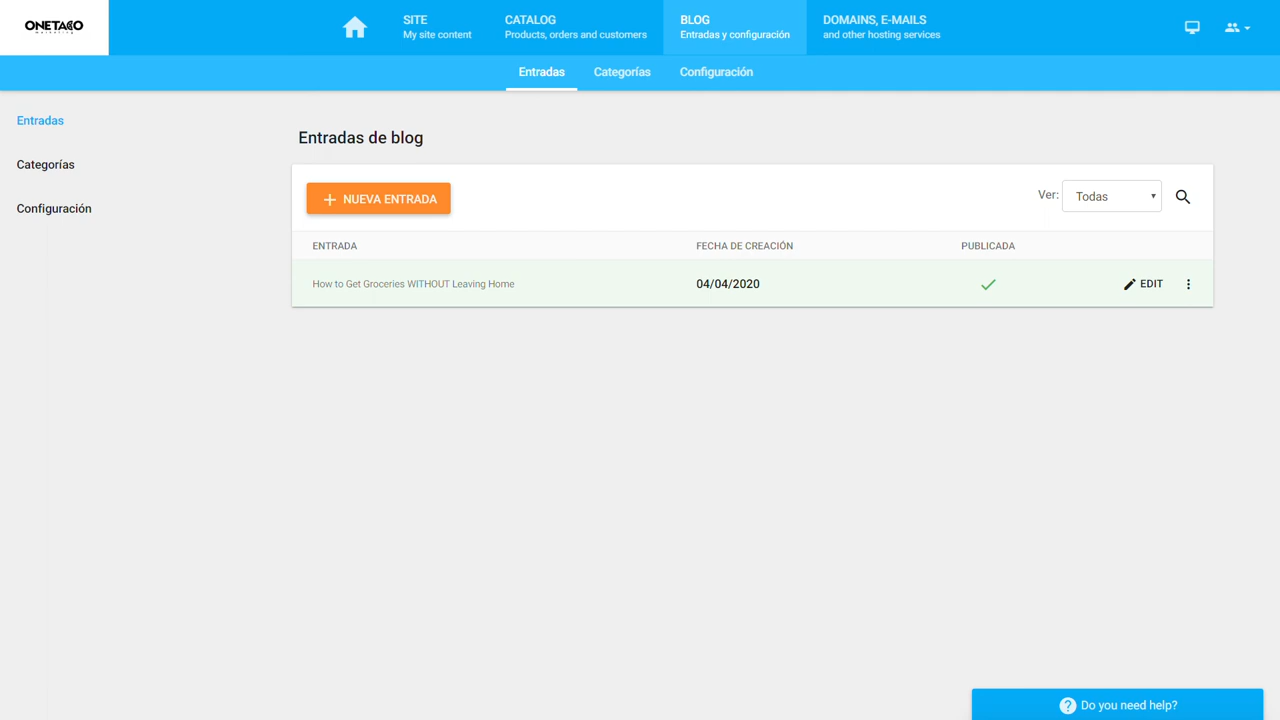 ONETACO
marketing
SITE
My site content
CATALOG
Products, orders and customers
BLOG
Entradas y configuración
DOMAINS, E-MAILS
and other hosting services
Entradas
Categorías
Configuración
Entradas
Categorías
Configuración
Entradas de blog
NUEVA ENTRADA
Ver:
Todas
ENTRADA
FECHA DE CREACIÓN
PUBLICADA
How to Get Groceries WITHOUT Leaving Home
04/04/2020
EDIT
Do you need help?